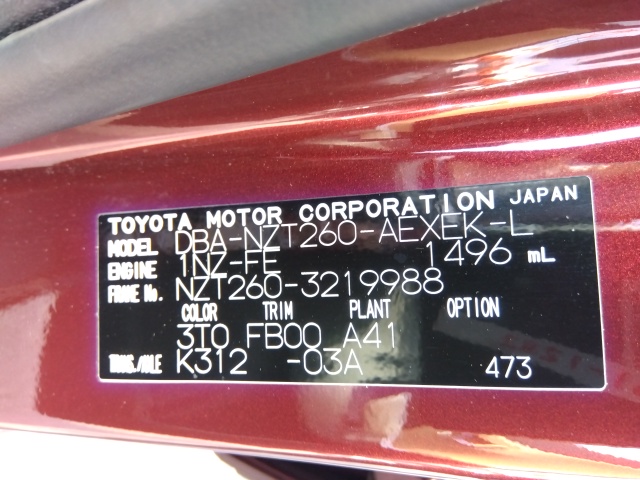 TOYOTA MOTOR CORPORATION JAPAN
MODEL DBA-NZT260-AEXEK-L
ENGINE 1NZ-FE 1496 mL
FRAME No. NZT260-3219988
COLOR TRIM PLANT OPTION
3T0 FB00 A41
TRANS./AXLE K312 -03A 473